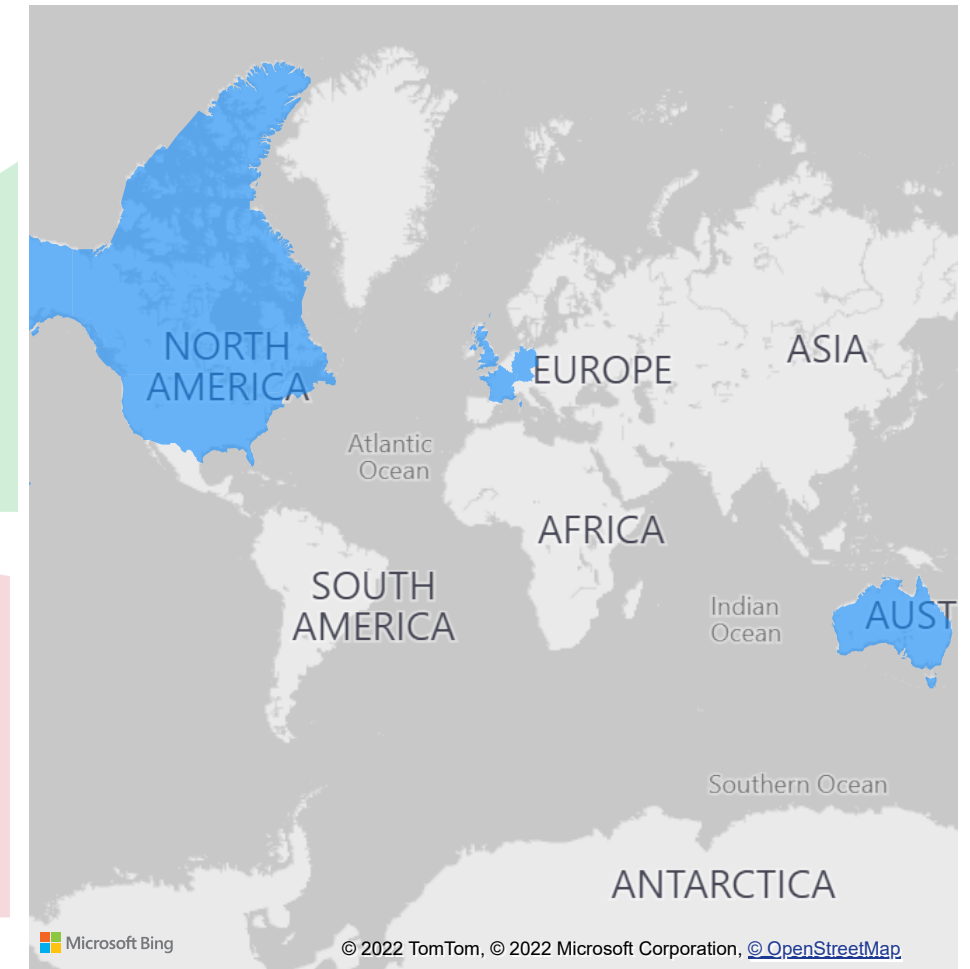 NORTH
AMERICA
EUROPE
ASIA
Atlantic
Ocean
AFRICA
SOUTH
AMERICA
Indian
Ocean
AUST
Southern Ocean
ANTARCTICA
Microsoft Bing
© 2022 TomTom, © 2022 Microsoft Corporation, © OpenStreetMap